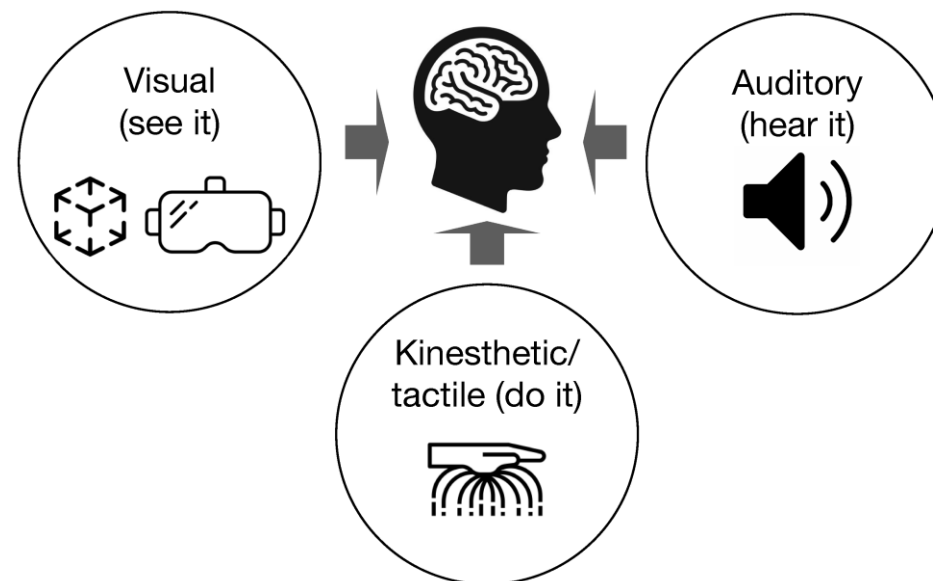 Visual
(see it)
Auditory
(hear it)
Kinesthetic/
tactile (do it)